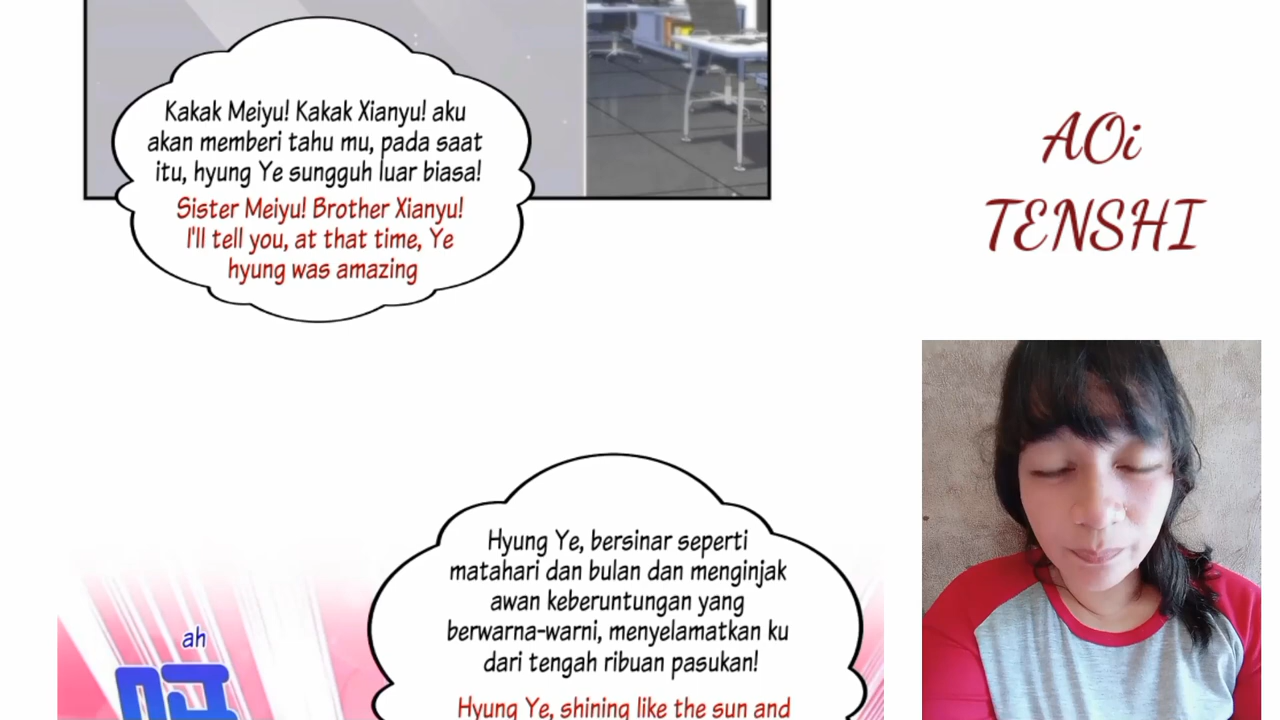 Kakak Meiyu! Kakak Xianyu! aku
akan memberi tahu mu, pada saat
itu, hyung Ye sungguh luar biasa!
Sister Meiyu! Brother Xianyu!
I'll tell you, at that time, Ye
hyung was amazing
AOi
TENSHI
Hyung Ye, bersinar seperti
matahari dan bulan dan menginjak
awan keberuntungan yang
berwarna-warni, menyelamatkan ku
dari tengah ribuan pasukan!
Hyung Ye, shining like the sun and
ah